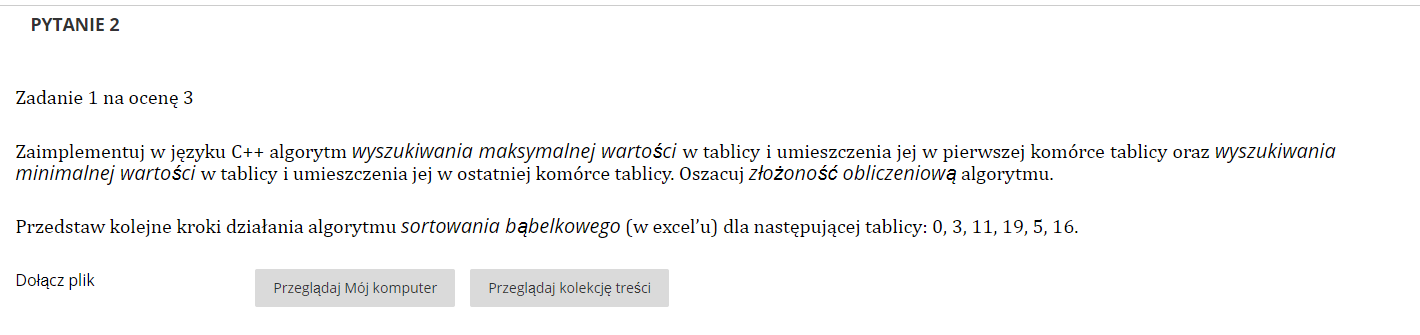 PYTANIE 2
Zadanie 1 na ocenę 3
Zaimplementuj w języku C++ algorytm wyszukiwania maksymalnej wartości w tablicy i umieszczenia jej w pierwszej komórce tablicy oraz wyszukiwania
minimalnej wartości w tablicy i umieszczenia jej w ostatniej komórce tablicy. Oszacuj złożoność obliczeniową algorytmu.
Przedstaw kolejne kroki działania algorytmu sortowania bąbelkowego (w excel’u) dla następującej tablicy: 0, 3, 11, 19, 5, 16.
Dołącz plik Przeglądaj Mój komputer Przeglądaj kolekcję treści